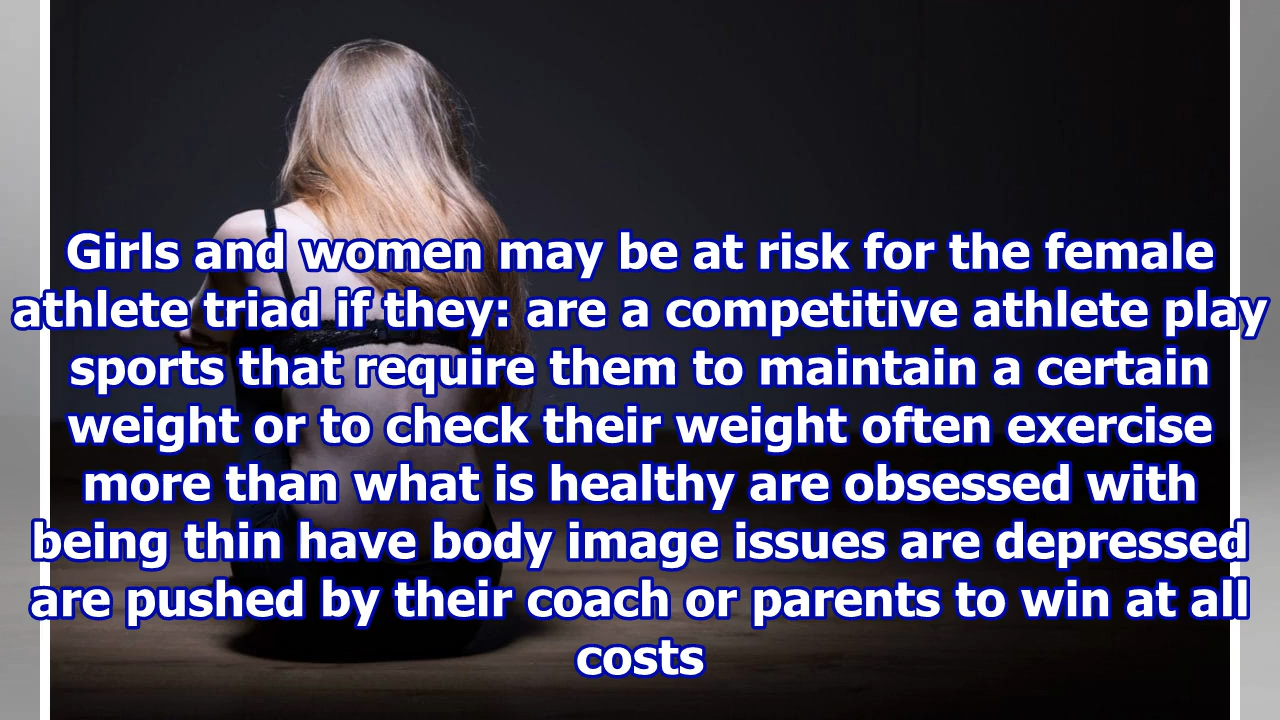 Girls and women may be at risk for the female
athlete triad if they: are a competitive athlete play
sports that require them to maintain a certain
weight or to check their weight often exercise
more than what is healthy are obsessed with
being thin have body image issues are depressed
are pushed by their coach or parents to win at all
costs